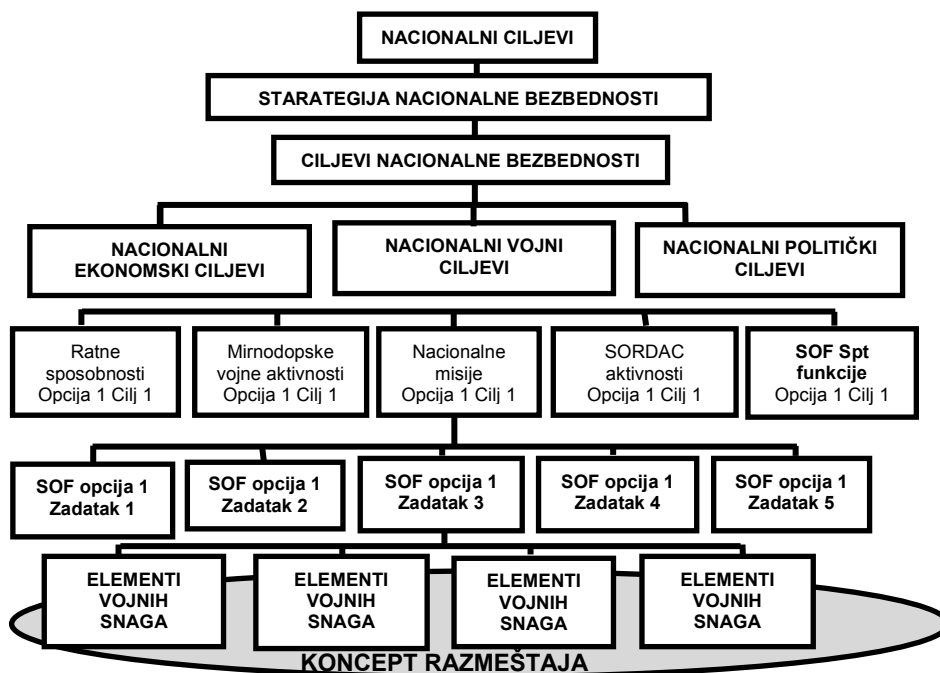 NACIONALNI CILJEVI
STARATEGIJA NACIONALNE BEZBEDNOSTI
CILJEVI NACIONALNE BEZBEDNOSTI
NACIONALNI
EKONOMSKI CILJEVI
NACIONALNI VOJNI
CILJEVI
NACIONALNI POLITIČKI
CILJEVI
Ratne
sposobnosti
Opcija 1 Cilj 1
Mirnodopske
vojne aktivnosti
Opcija 1 Cilj 1
Nacionalne
misije
Opcija 1 Cilj 1
SORDAC
aktivnosti
Opcija 1 Cilj 1
SOF Spt
funkcije
Opcija 1 Cilj 1
SOF opcija 1
Zadatak 1
SOF opcija 1
Zadatak 2
SOF opcija 1
Zadatak 3
SOF opcija 1
Zadatak 4
SOF opcija 1
Zadatak 5
ELEMENTI
VOJNIH
SNAGA
ELEMENTI
VOJNIH
SNAGA
ELEMENTI
VOJNIH
SNAGA
ELEMENTI
VOJNIH
SNAGA
KONCEPT RAZMEŠTAJA